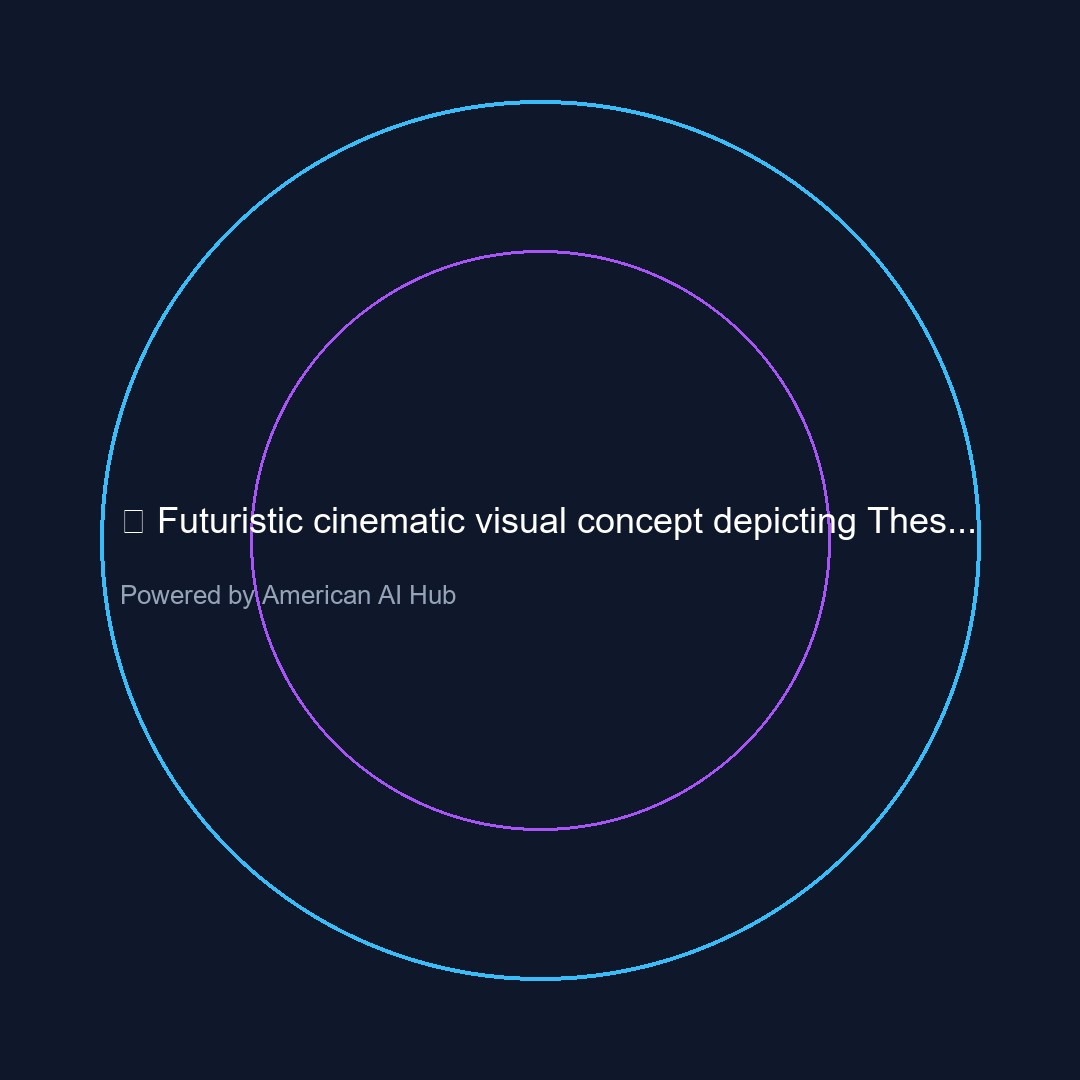 □ Futuristic cinematic visual concept depicting Thes...
Powered by American AI Hub